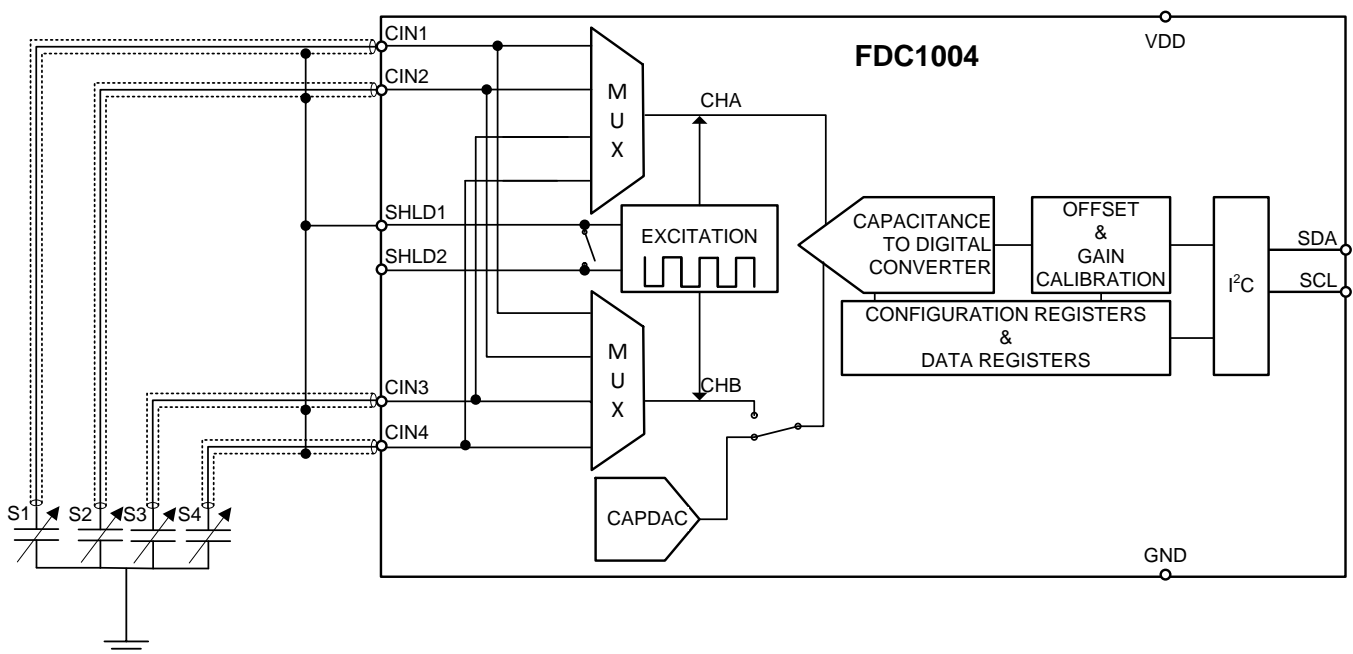 CIN1
CIN2
FDC1004
VDD
M
U
X
CHA
SHLD1
SHLD2
EXCITATION
CAPACITANCE
TO DIGITAL
CONVERTER
OFFSET
&
GAIN
CALIBRATION
I²C
SDA
SCL
CONFIGURATION REGISTERS
&
DATA REGISTERS
M
U
X
CHB
CIN3
CIN4
CAPDAC
S1
S2
S3
S4
GND